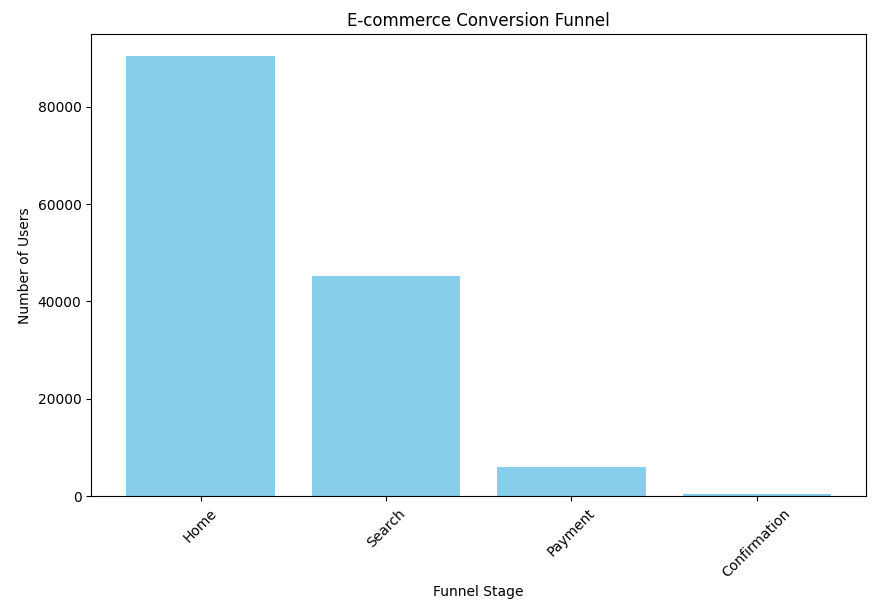 E-commerce Conversion Funnel
Number of Users
80000
60000
40000
20000
0
Home
Search
Payment
Confirmation
Funnel Stage